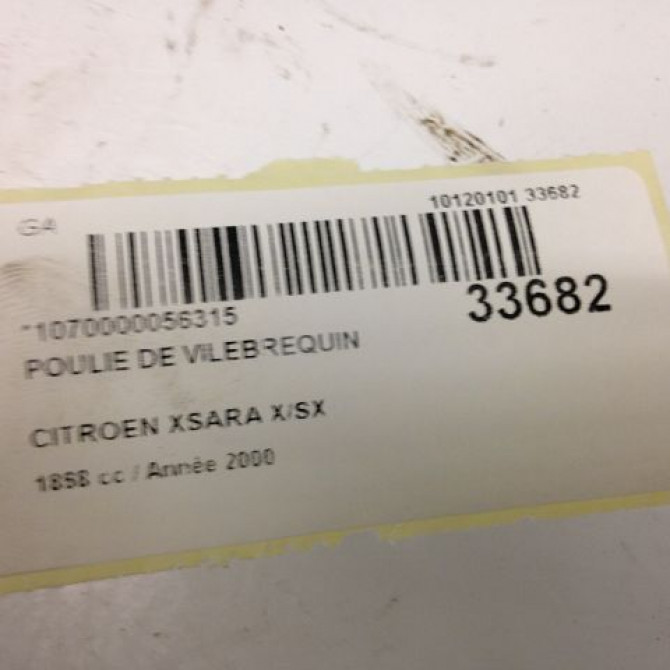 G4
10120101 33682
*1070000056315
33682
POULIE DE VILEBREQUIN
CITROEN XSARA X/SX
1868 cc / Année 2000